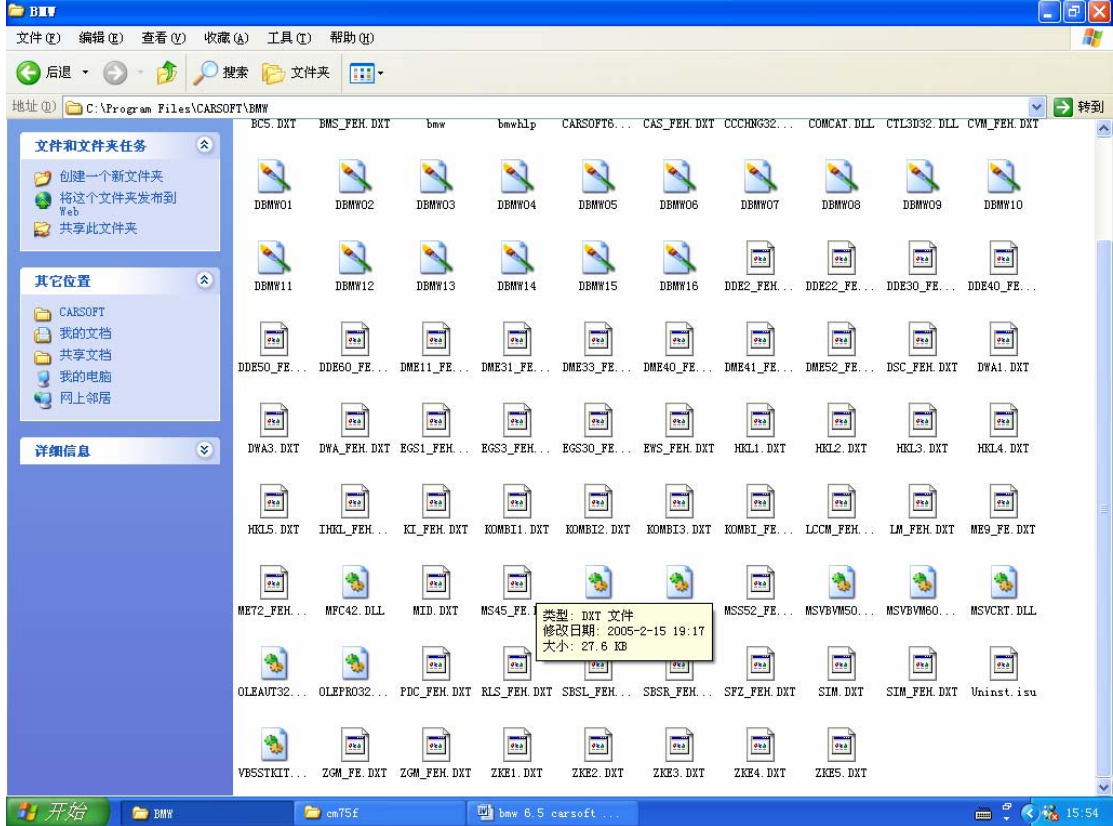 BMW
文件(F) 编辑(E) 查看(V) 收藏(A) 工具(T) 帮助(H)
后退 搜索 文件夹
地址(D) C:\Program Files\CARSOFT\BMW 转到
文件和文件夹任务
创建一个新文件夹
将这个文件夹发布到
Web
共享此文件夹
其它位置
CARSOFT
我的文档
共享文档
我的电脑
网上邻居
详细信息
BC5.DXT BMS_FEH.DXT bmw bmwhlp CARSOFT6... CAS_FEH.DXT CCCHNG32... COMCAT.DLL CTL3D32.DLL CVM_FEH.DXT
DBMW01 DBMW02 DBMW03 DBMW04 DBMW05 DBMW06 DBMW07 DBMW08 DBMW09 DBMW10
DBMW11 DBMW12 DBMW13 DBMW14 DBMW15 DBMW16 DDE2_FEH... DDE22_FE... DDE30_FE... DDE40_FE...
DDE50_FE... DDE60_FE... DME11_FE... DME31_FE... DME33_FE... DME40_FE... DME41_FE... DME52_FE... DSC_FEH.DXT DWA1.DXT
DWA3.DXT DWA_FEH.DXT EGS1_FEH... EGS3_FEH... EGS30_FE... EWS_FEH.DXT HKL1.DXT HKL2.DXT HKL3.DXT HKL4.DXT
HKL5.DXT IHKL_FEH... KI_FEH.DXT KOMBI1.DXT KOMBI2.DXT KOMBI3.DXT KOMBI_FE... LCCM_FEH... LM_FEH.DXT ME9_FE.DXT
ME72_FEH... MFC42.DLL MID.DXT MS45_FE. MSS52_FE... MSVBVM50... MSVBVM60... MSVCRT.DLL
类型: DXT 文件
修改日期: 2005-2-15 19:17
大小: 27.6 KB
OLEAUT32... OLEPRO32... PDC_FEH.DXT RLS_FEH.DXT SBSL_FEH... SBSR_FEH... SFZ_FEH.DXT SIM.DXT SIM_FEH.DXT Uninst.isu
VB5STKIT... ZGM_FE.DXT ZGM_FEH.DXT ZKE1.DXT ZKE2.DXT ZKE3.DXT ZKE4.DXT ZKE5.DXT
开始 BMW cm75f bmw 6.5 carsoft ... 15:54